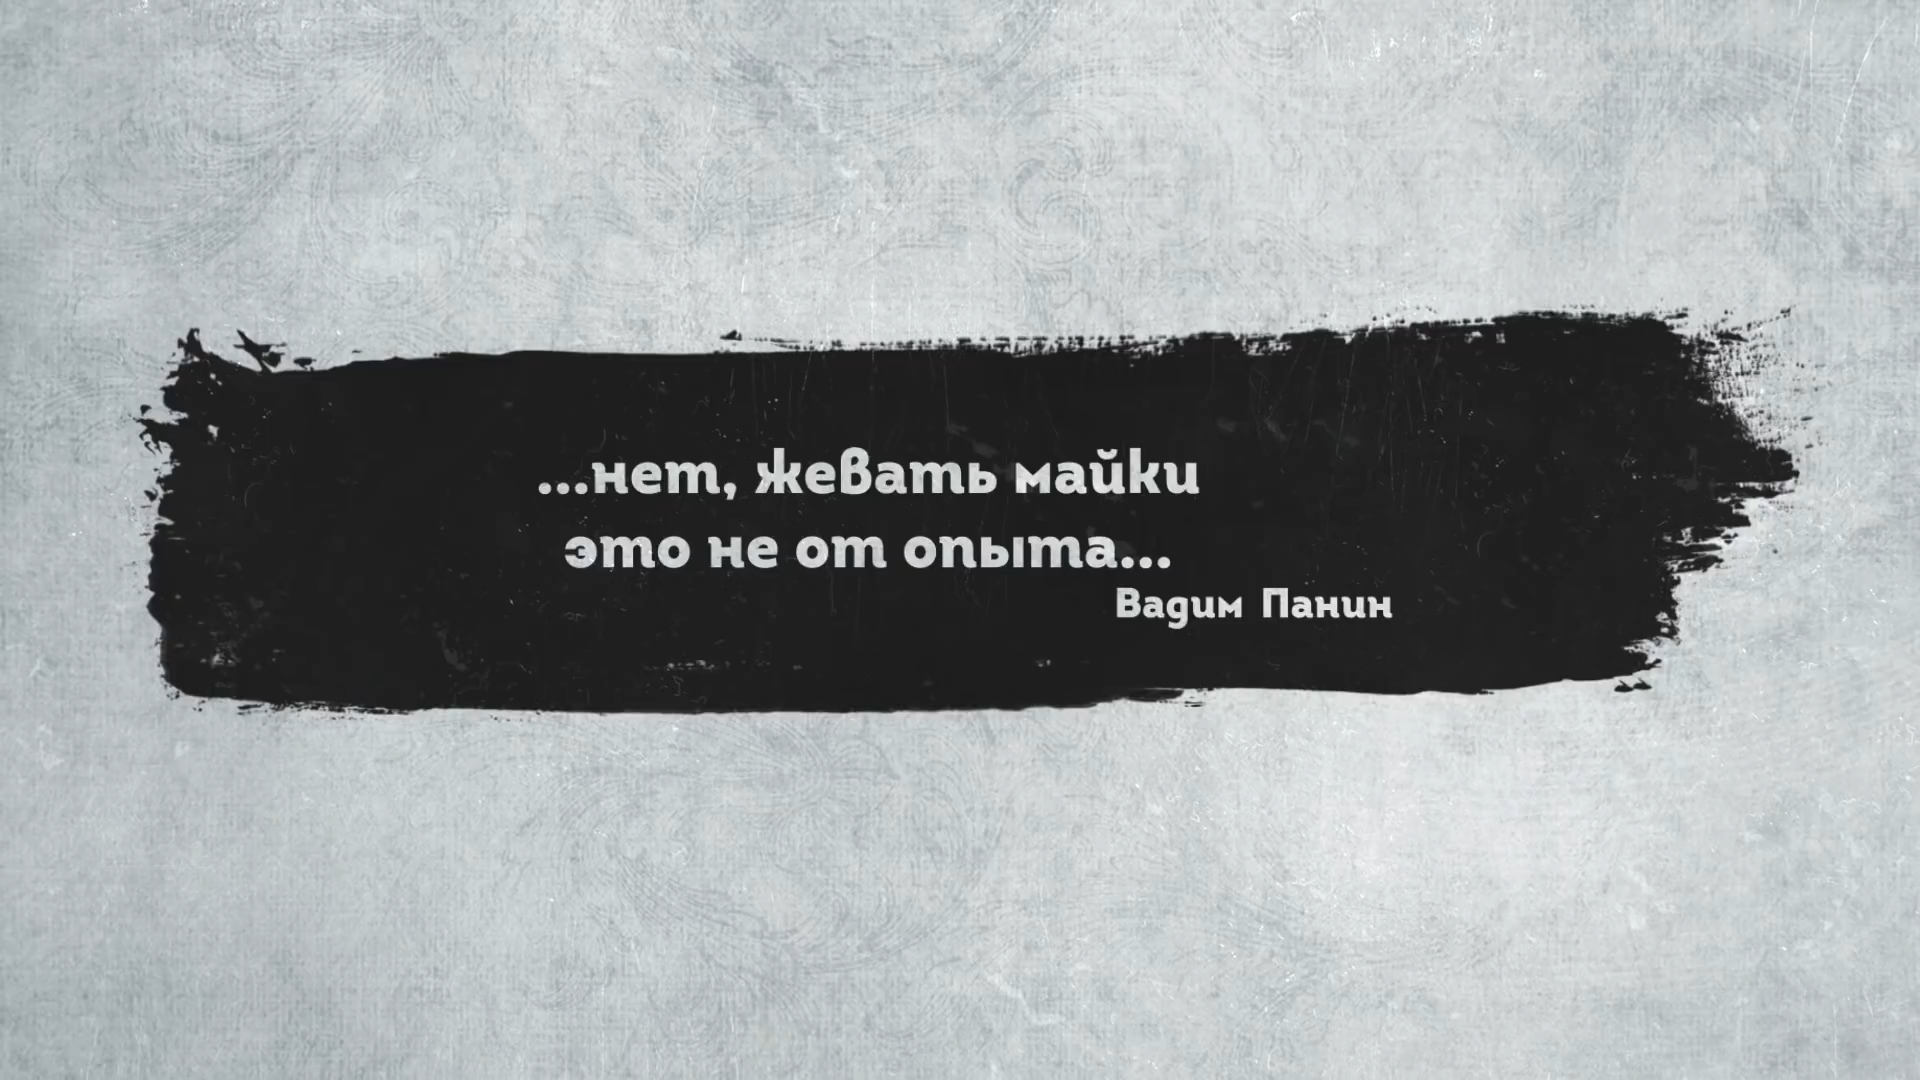 ...нет, жевать майки
это не от опыта...
Вадим Панин